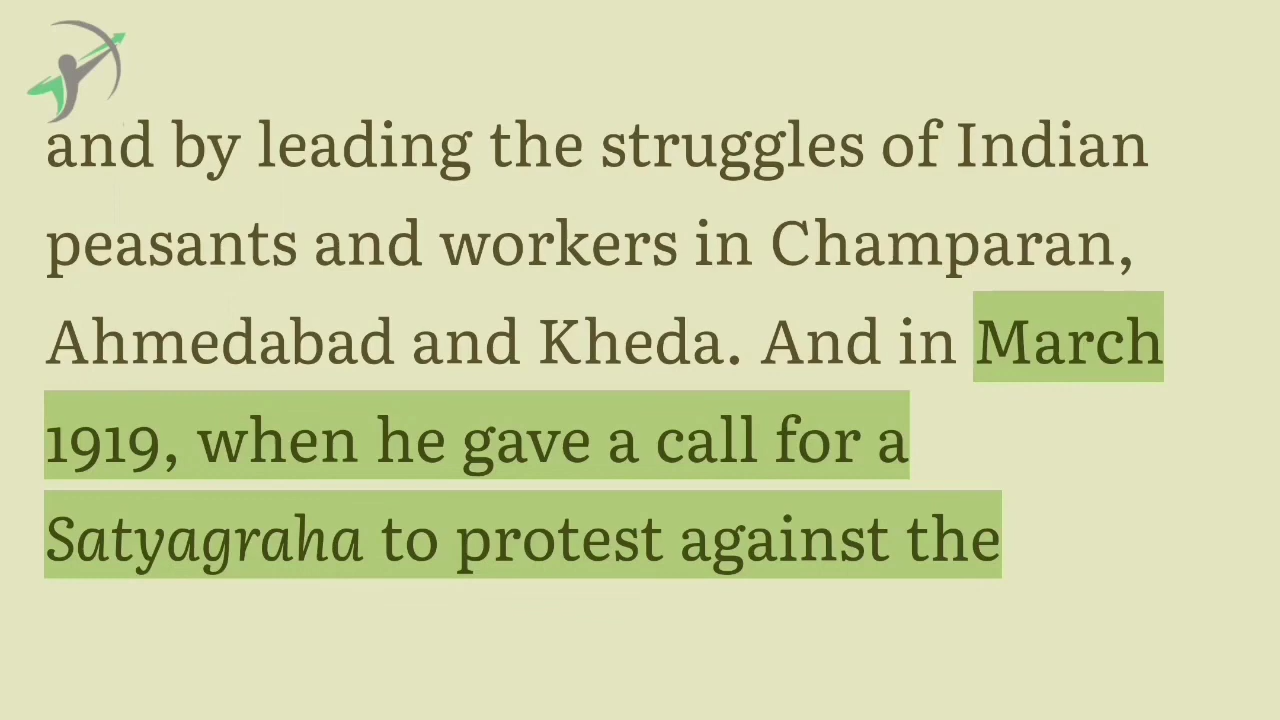 and by leading the struggles of Indian
peasants and workers in Champaran,
Ahmedabad and Kheda. And in March
1919, when he gave a call for a
Satyagraha to protest against the